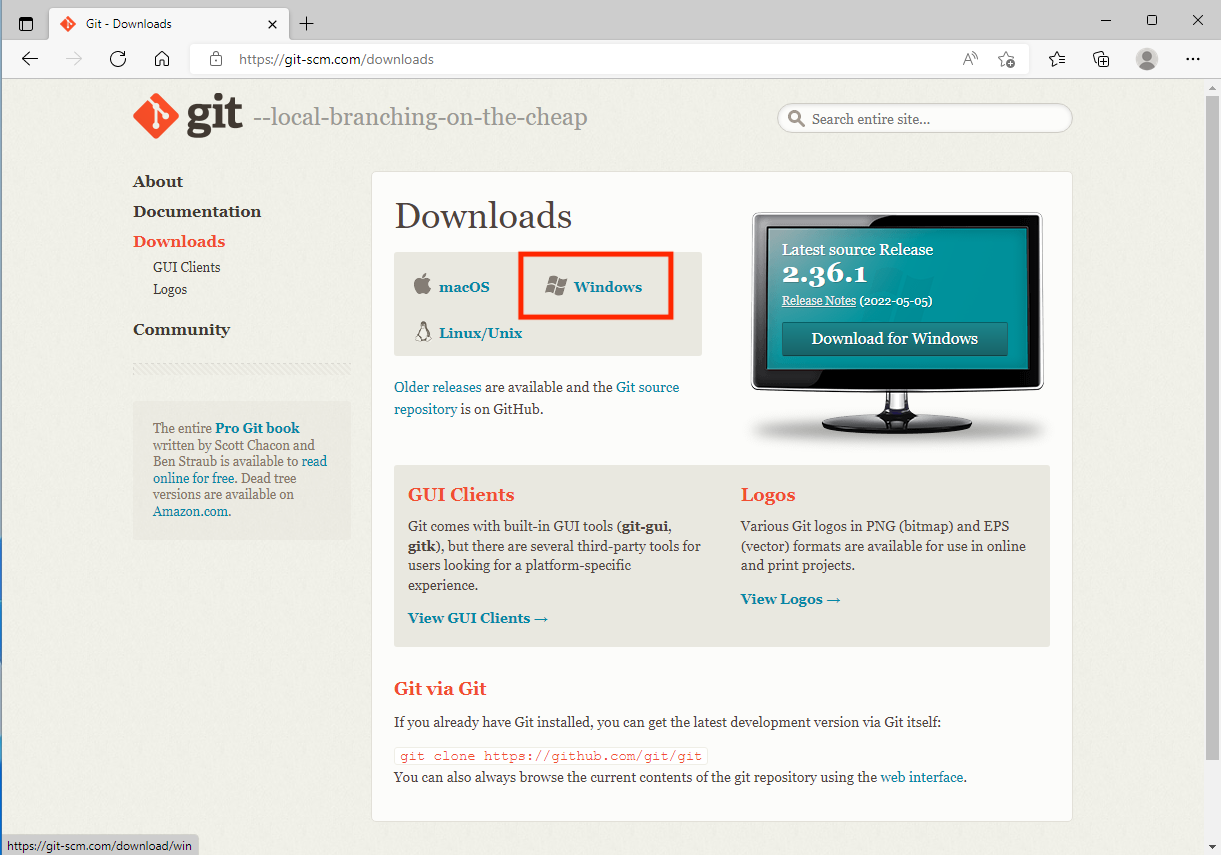 Git - Downloads
https://git-scm.com/downloads
git --local-branching-on-the-cheap
Search entire site...
About
Documentation
Downloads
GUI Clients
Logos
Community
The entire Pro Git book
written by Scott Chacon and
Ben Straub is available to read
online for free. Dead tree
versions are available on
Amazon.com.
Downloads
macOS
Windows
Linux/Unix
Older releases are available and the Git source
repository is on GitHub.
Latest source Release
2.36.1
Release Notes (2022-05-05)
Download for Windows
GUI Clients
Git comes with built-in GUI tools (git-gui,
gitk), but there are several third-party tools for
users looking for a platform-specific
experience.
View GUI Clients →
Logos
Various Git logos in PNG (bitmap) and EPS
(vector) formats are available for use in online
and print projects.
View Logos →
Git via Git
If you already have Git installed, you can get the latest development version via Git itself:
git clone https://github.com/git/git
You can also always browse the current contents of the git repository using the web interface.
https://git-scm.com/download/win